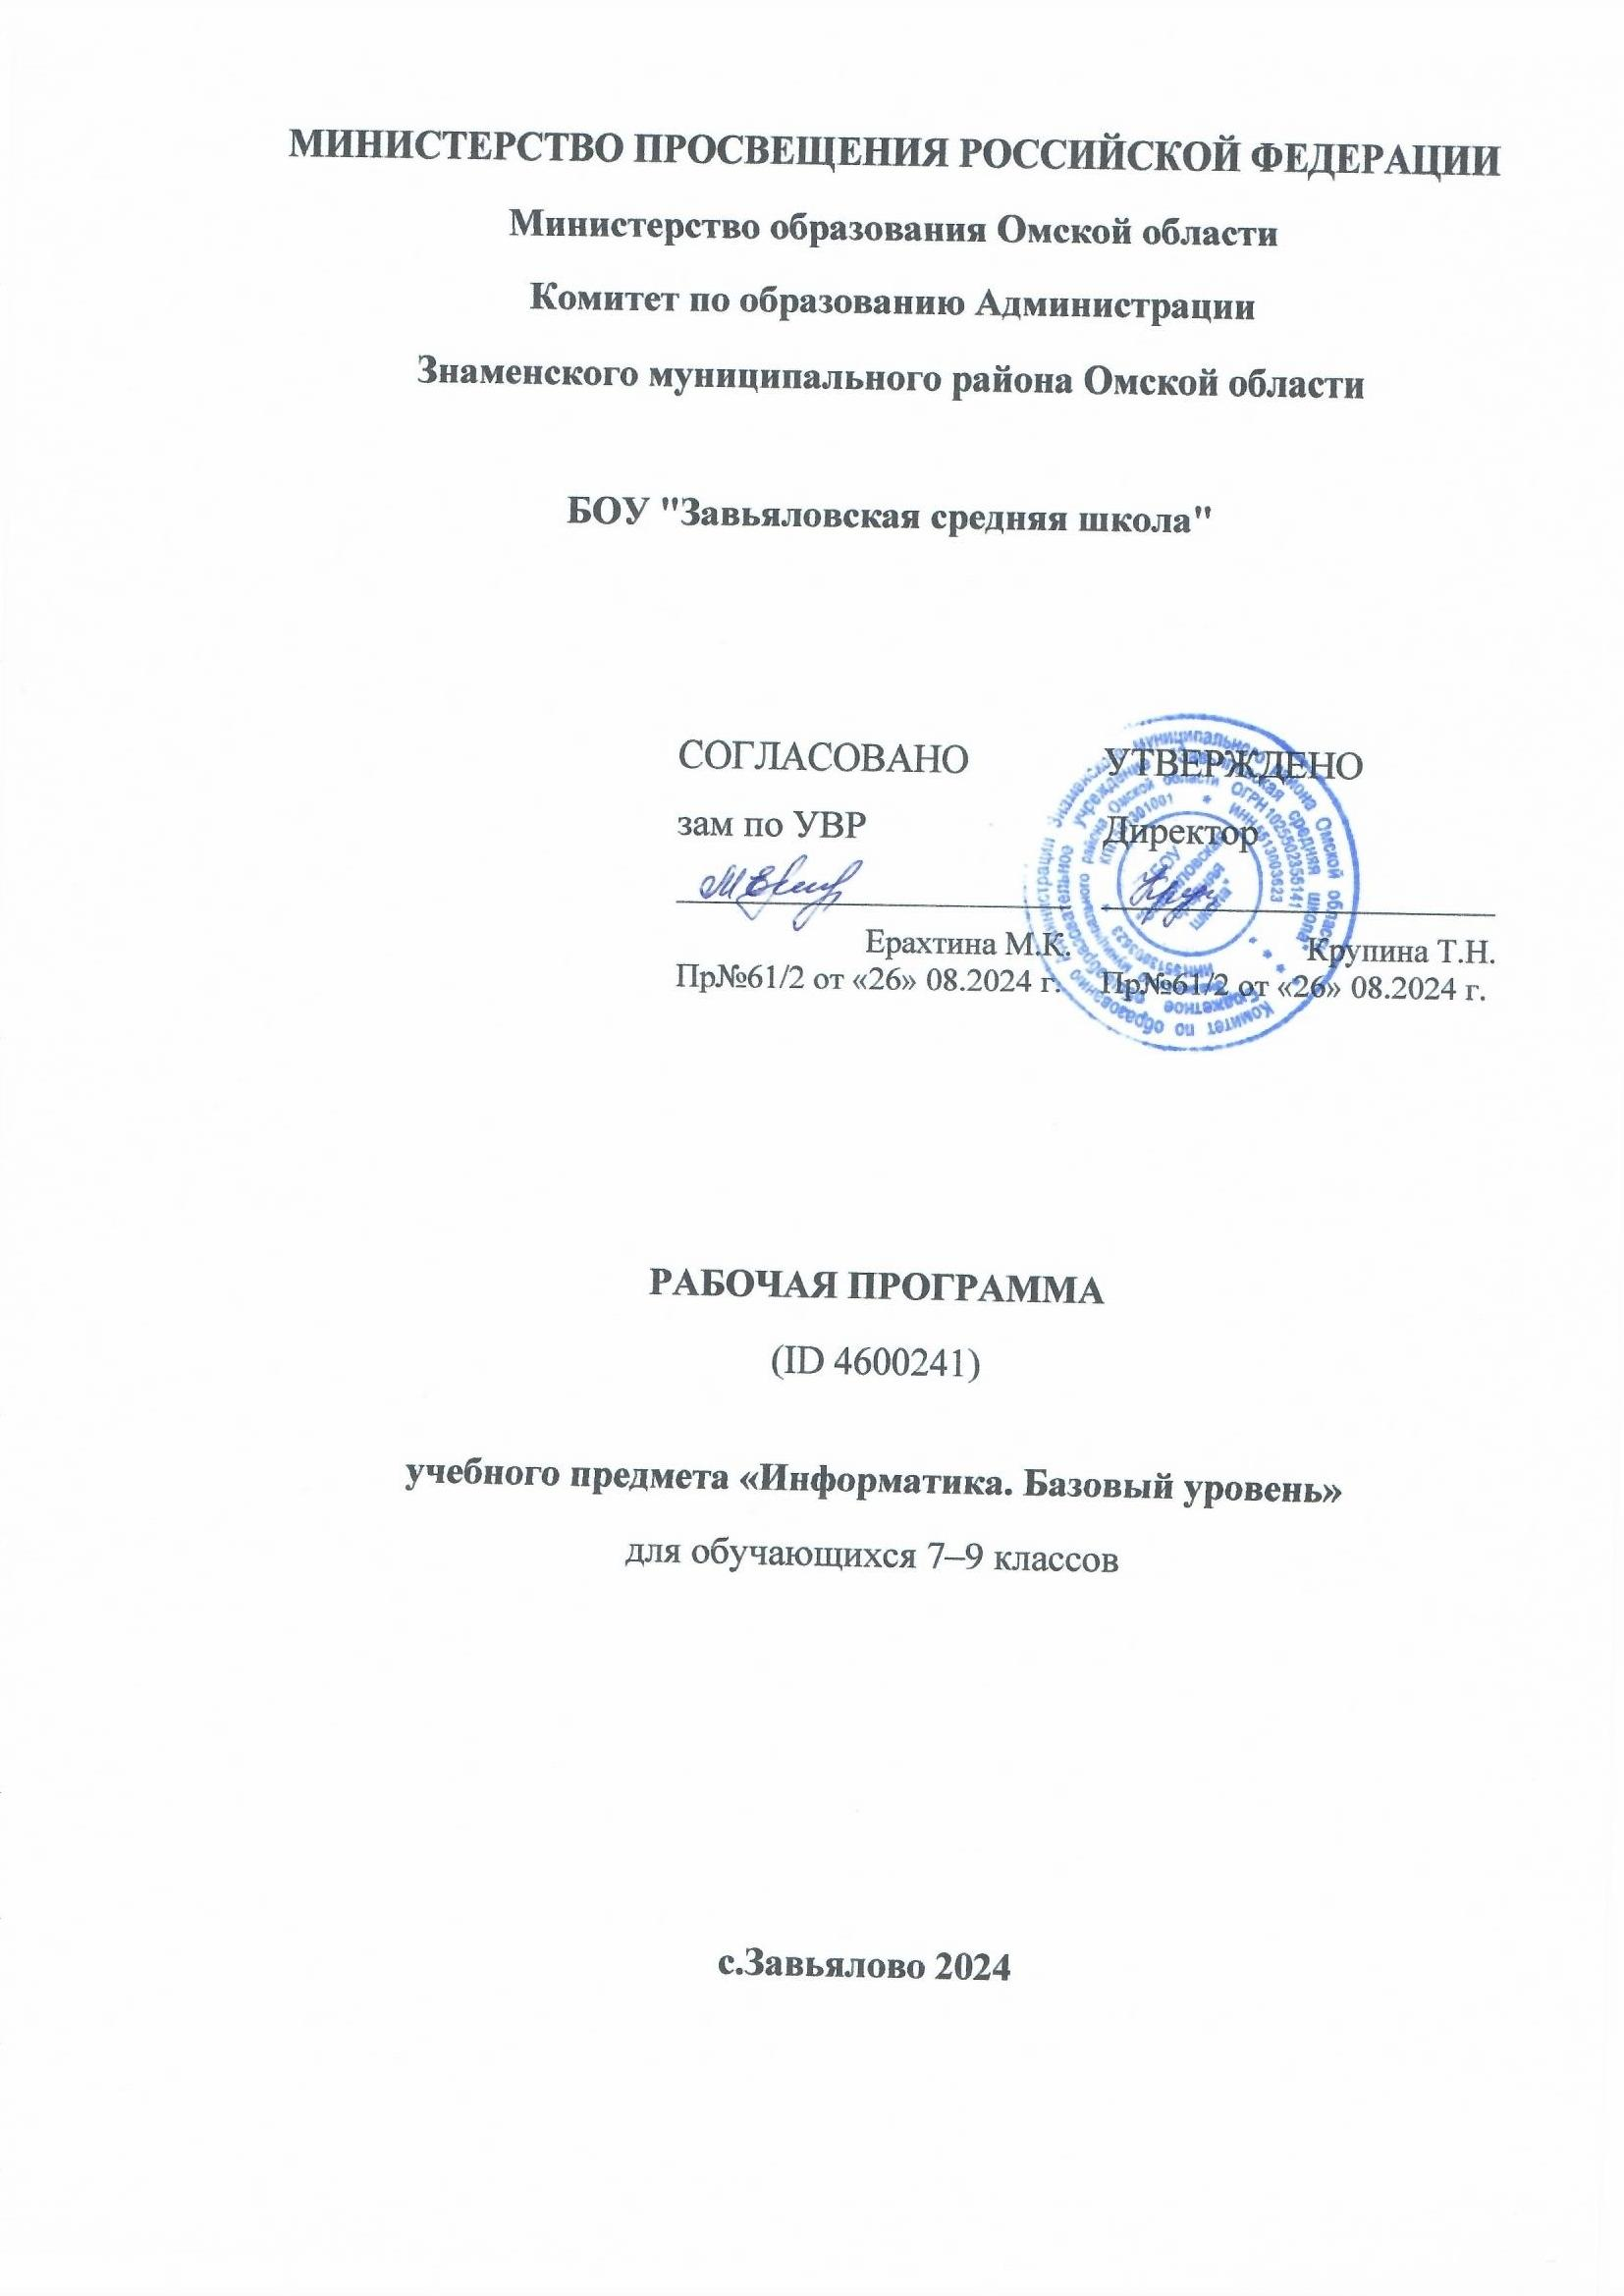 МИНИСТЕРСТВО ПРОСВЕЩЕНИЯ РОССИЙСКОЙ ФЕДЕРАЦИИ
Министерство образования Омской области
Комитет по образованию Администрации
Знаменского муниципального района Омской области
БОУ "Завьяловская средняя школа"
СОГЛАСОВАНО
зам по УВР
Ерахтина М.К.
Пр№61/2 от «26» 08.2024 г.
УТВЕРЖДЕНО
Директор
Крупина Т.Н.
Пр№61/2 от «26» 08.2024 г.
РАБОЧАЯ ПРОГРАММА
(ID 4600241)
учебного предмета «Информатика. Базовый уровень»
для обучающихся 7–9 классов
с.Завьялово 2024